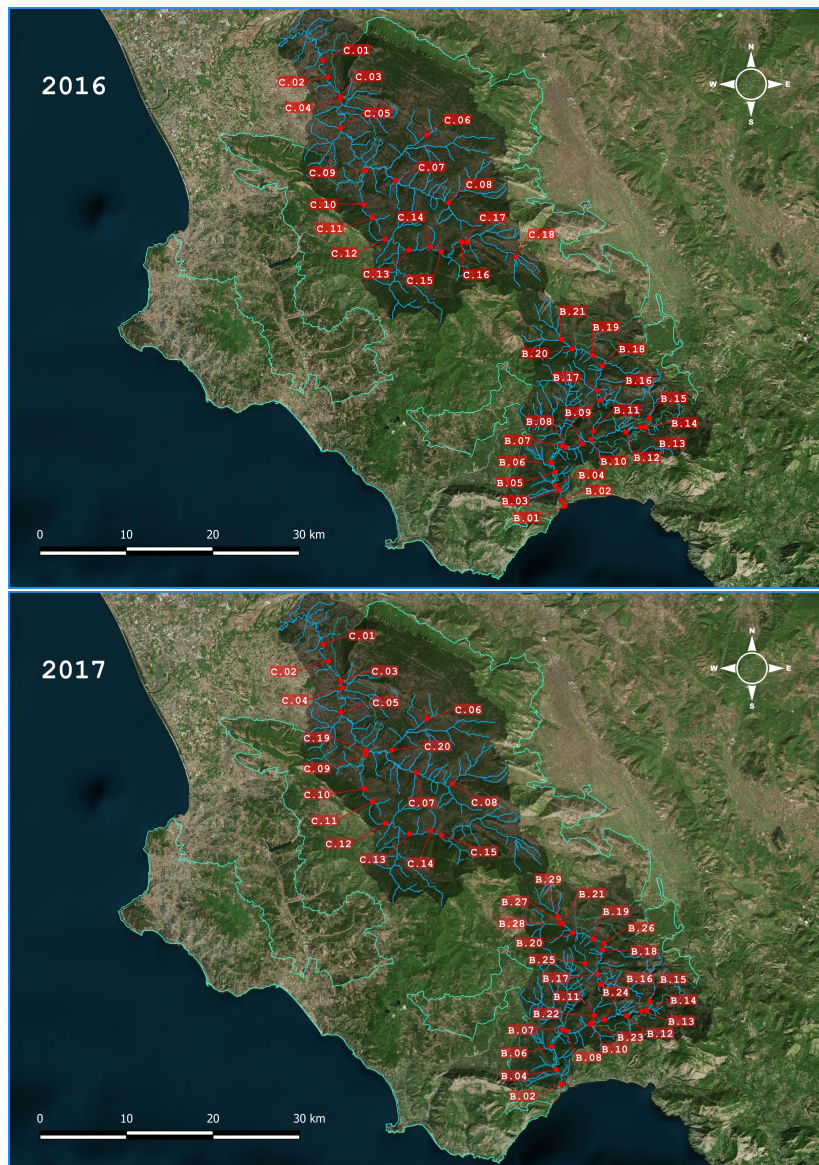 2016
N
W E
S
C.01
C.02
C.03
C.04
C.05
C.06
C.07
C.09
C.08
C.10
C.14
C.17
C.11
C.12
C.18
C.13
C.15
C.16
B.21
B.19
B.20
B.18
B.17
B.16
B.15
B.09
B.11
B.08
B.14
B.07
B.13
B.12
B.10
B.06
B.04
B.05
B.02
B.03
B.01
0 10 20 30 km
2017
N
W E
S
C.01
C.02
C.03
C.04
C.05
C.06
C.19
C.20
C.09
C.10
C.07
C.08
C.11
C.12
C.13
C.14
C.15
B.29
B.21
B.27
B.19
B.28
B.26
B.20
B.18
B.25
B.17
B.16
B.15
B.11
B.24
B.14
B.22
B.13
B.07
B.12
B.23
B.10
B.06
B.08
B.04
B.02
0 10 20 30 km